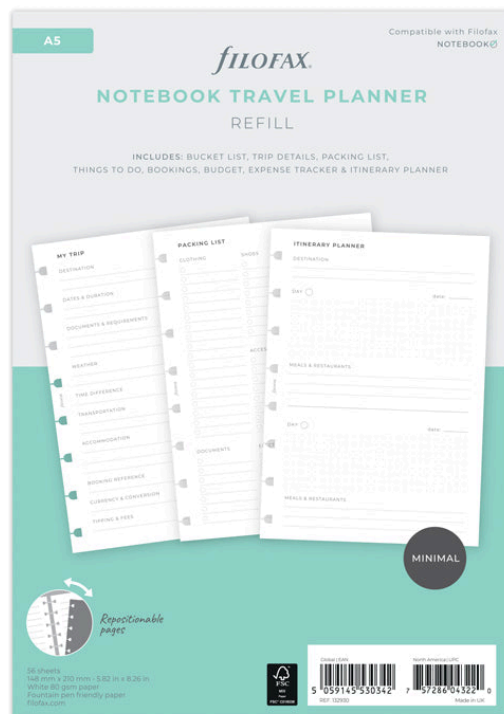 A5
Compatible with Filofax
NOTEBOOK
fILOFAX.
NOTEBOOK TRAVEL PLANNER
REFILL
INCLUDES: BUCKET LIST, TRIP DETAILS, PACKING LIST,
THINGS TO DO, BOOKINGS, BUDGET, EXPENSE TRACKER & ITINERARY PLANNER
MY TRIP
DESTINATION
DATES & DURATION
DOCUMENTS & REQUIREMENTS
WEATHER
TIME DIFFERENCE
TRANSPORTATION
ACCOMMODATION
BOOKING REFERENCE
CURRENCY & CONVERSION
TIPPING & FEES
PACKING LIST
CLOTHING SHOES
DOCUMENTS
ITINERARY PLANNER
DESTINATION
DAY DATE
MEALS & RESTAURANTS
DAY DATE
MEALS & RESTAURANTS
MINIMAL
Repositionable
pages
56 sheets
148 mm x 210 mm - 5.82 in x 8.26 in
White 80 gsm paper
Fountain pen friendly paper
filofax.com
FSC
MIX
Paper
Global | EAN
5 059145 530342
REF: 132930
North America | UPC
7 57286 04322 0
Made in UK